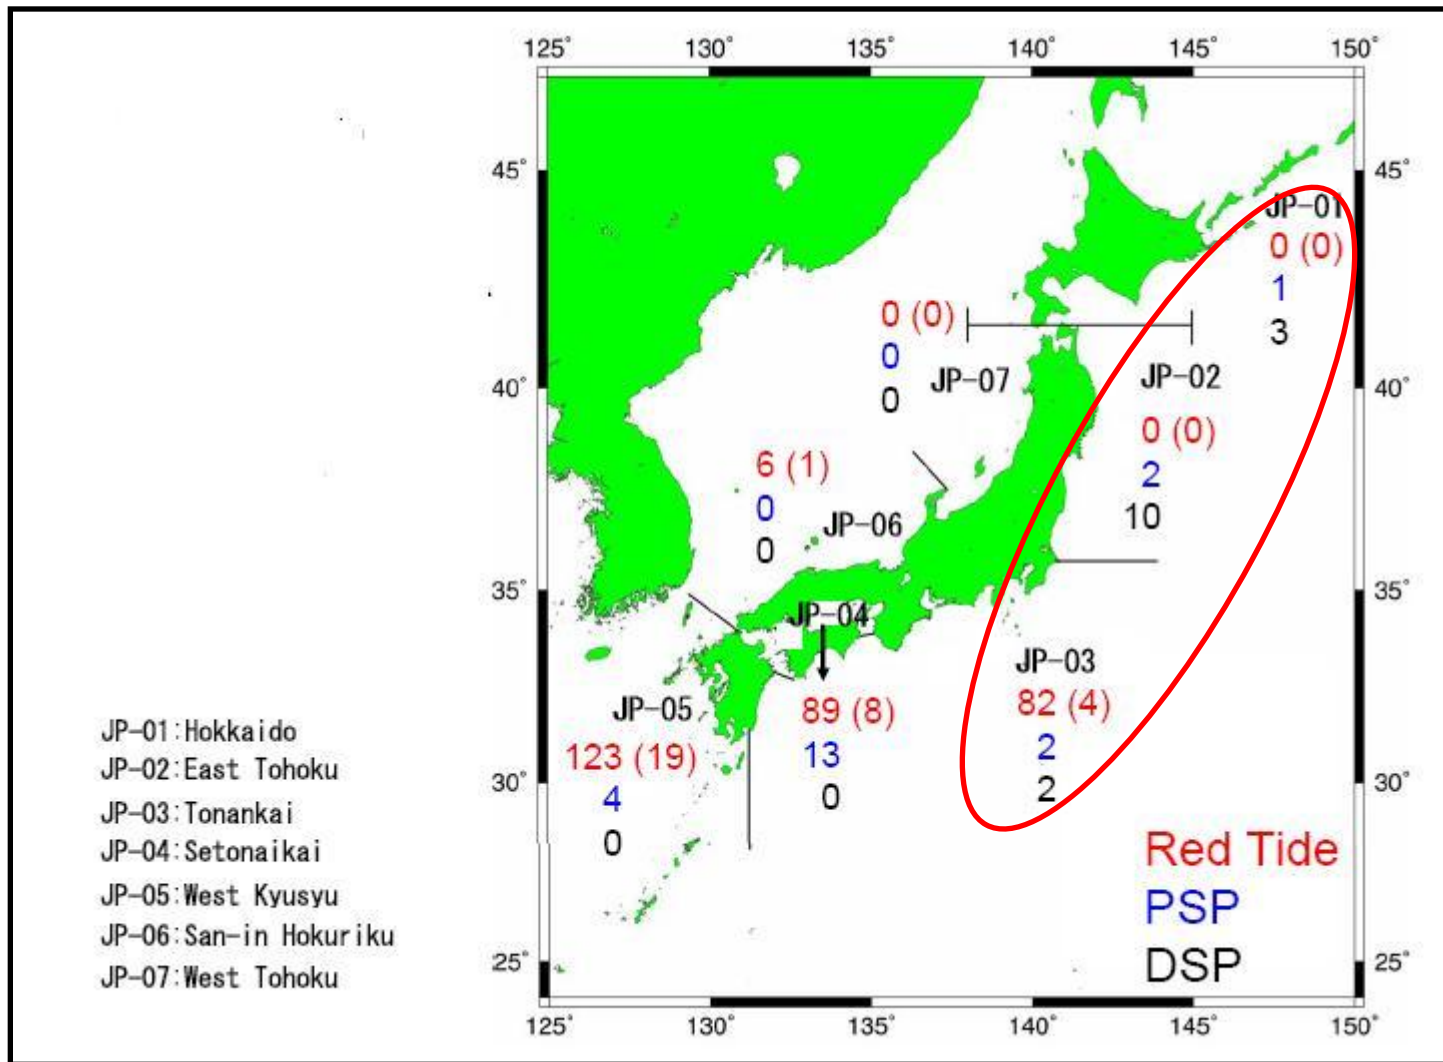 125° 130° 135° 140° 145° 150°
45° 45°
JP-01
0 (0)
1
3
0 (0)
0
0
JP-07
JP-02
0 (0)
2
10
40° 40°
6 (1)
0
0
JP-06
35° 35°
JP-04
89 (8)
13
0
JP-03
82 (4)
2
2
JP-05
123 (19)
4
0
30° 30°
JP-01:Hokkaido
JP-02:East Tohoku
JP-03:Tonankai
JP-04:Setonaikai
JP-05:West Kyusyu
JP-06:San-in Hokuriku
JP-07:West Tohoku
Red Tide
PSP
DSP
25° 25°
125° 130° 135° 140° 145° 150°